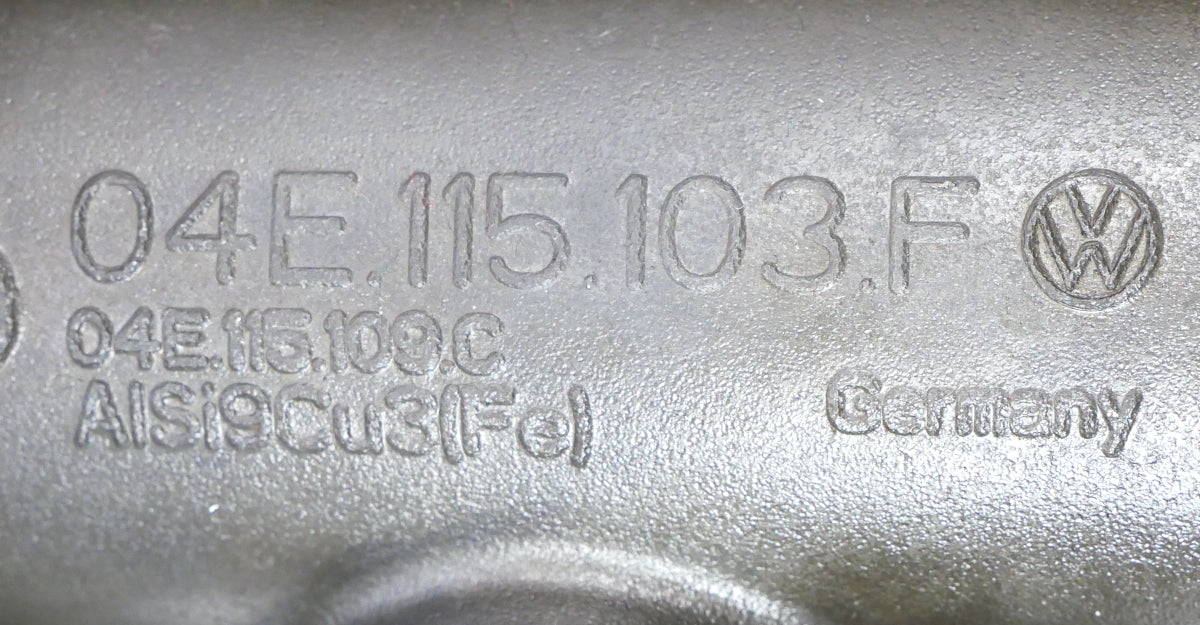 04E.115.103.F
04E.115.109.C
AlSi9Cu3(Fe)
Germany